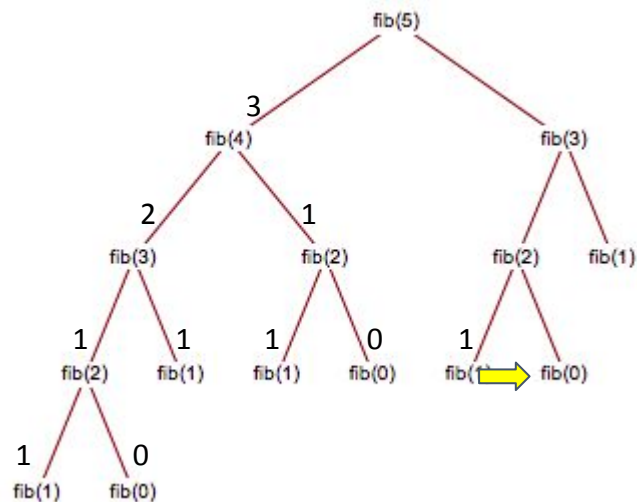 fib(5)
3
fib(4) fib(3)
2 1
fib(3) fib(2) fib(2) fib(1)
1 1 1 0 1
fib(2) fib(1) fib(1) fib(0) fib(1) fib(0)
1 0
fib(1) fib(0)